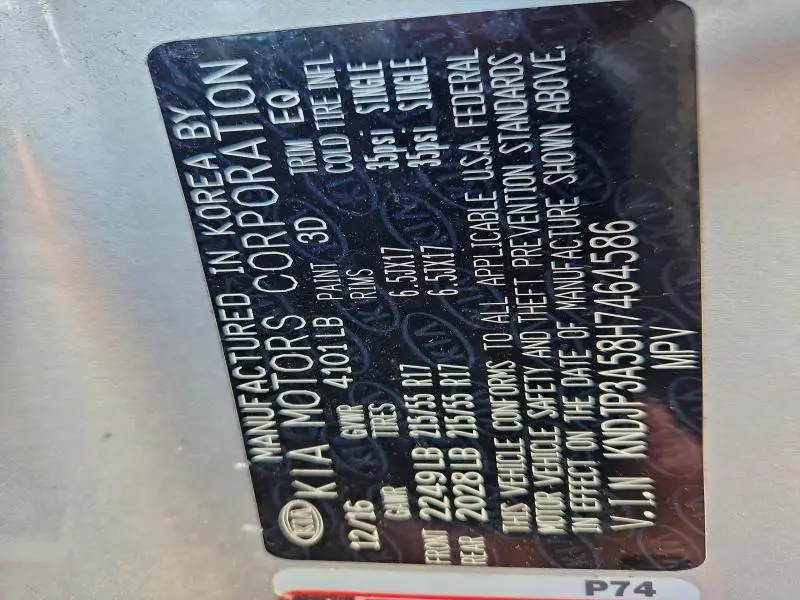 MANUFACTURED IN KOREA BY
KIA KIA MOTORS CORPORATION
12/16 GVWR 4101LB PAINT 3D TRIM EQ
GAWR TIRES RIMS COLD TIRE INFL
FRONT 2249LB 215/55 R17 6.5JX17 35psi SINGLE
REAR 2028LB 215/55 R17 6.5JX17 35psi SINGLE
THIS VEHICLE CONFORMS TO ALL APPLICABLE U.S.A. FEDERAL
MOTOR VEHICLE SAFETY AND THEFT PREVENTION STANDARDS
IN EFFECT ON THE DATE OF MANUFACTURE SHOWN ABOVE.
V.I.N KNDJP3A58H7464586
MPV
P74